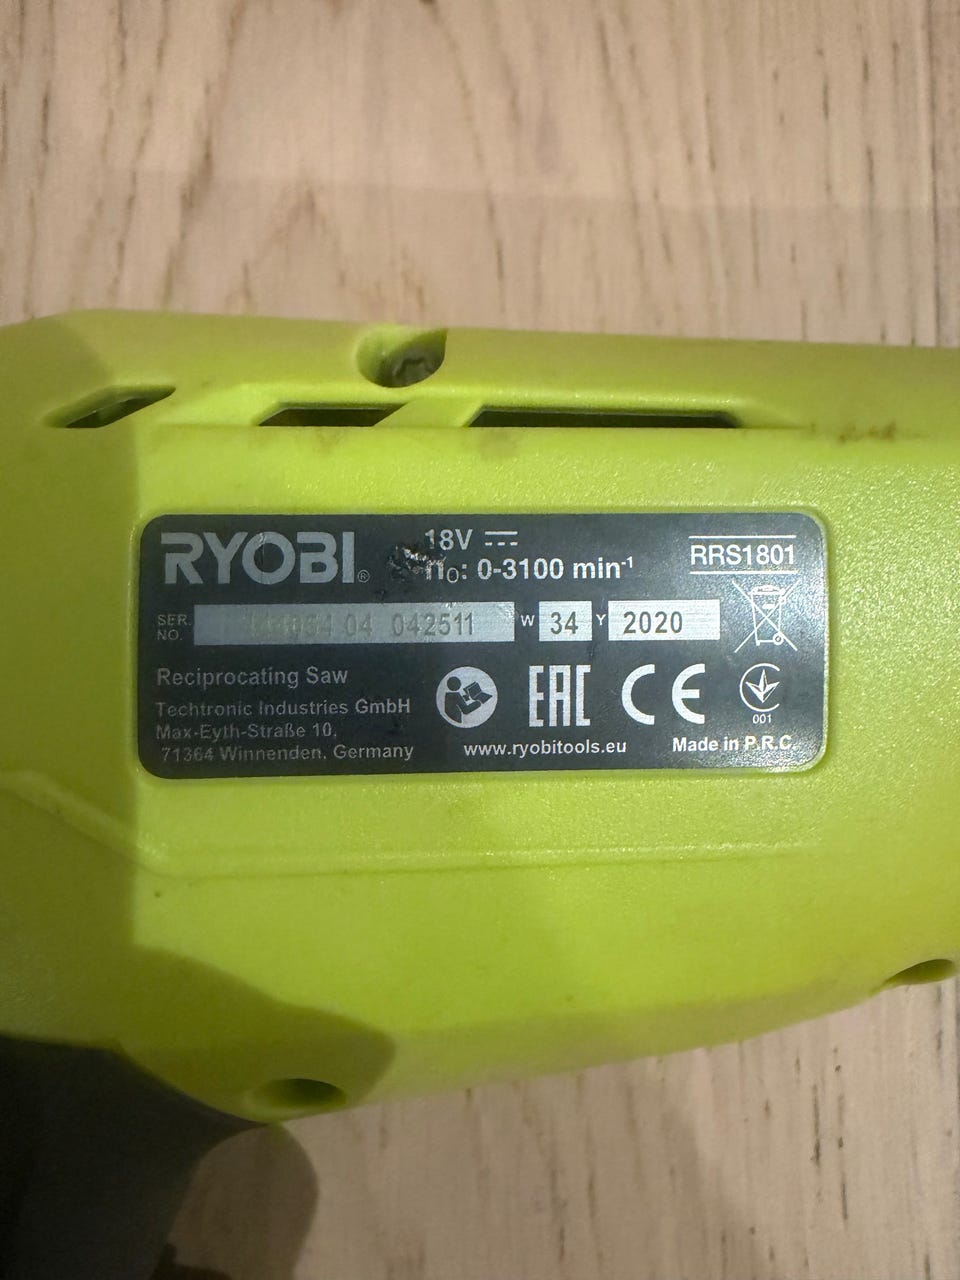 RYOBI®
18V
n₀: 0-3100 min⁻¹
RRS1801
SER. NO.
04 042511
W 34 Y 2020
Reciprocating Saw
Techtronic Industries GmbH
Max-Eyth-Straße 10,
71364 Winnenden, Germany
EAC CE
001
www.ryobitools.eu
Made in P.R.C.